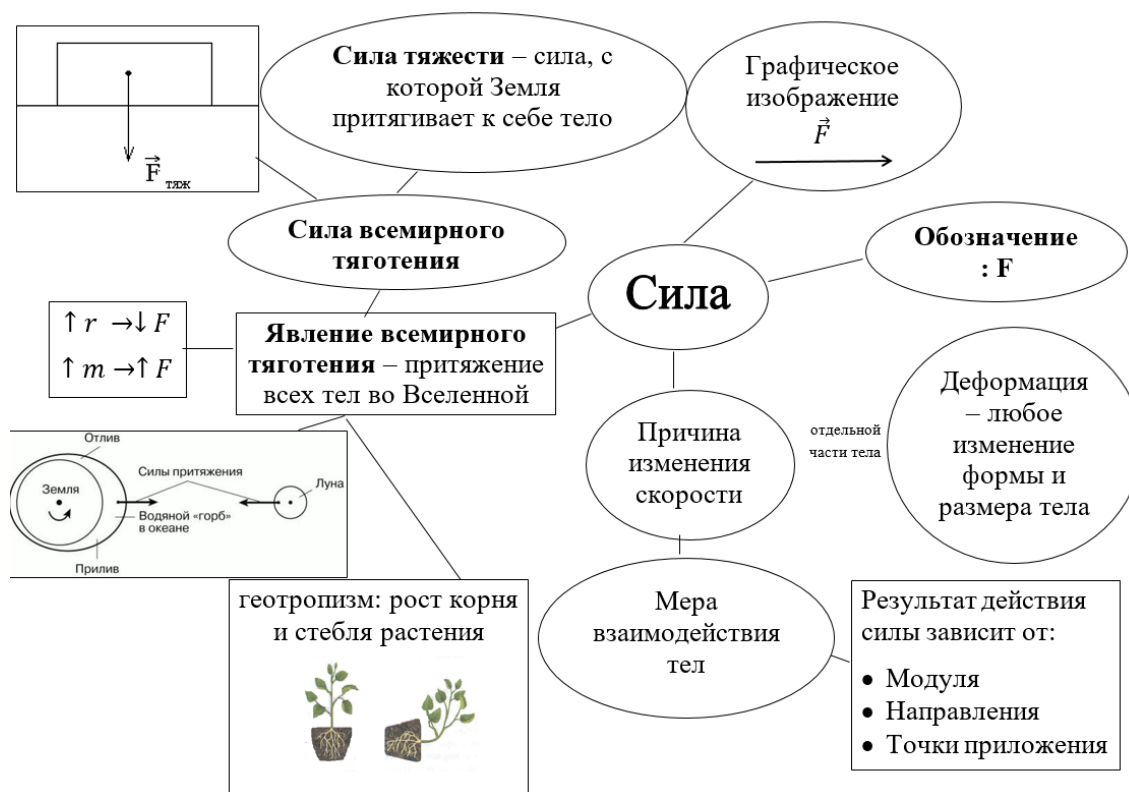 F⃗ тяж
Сила тяжести – сила, с
которой Земля
притягивает к себе тело
Графическое
изображение
F⃗
Сила всемирного
тяготения
Обозначение
: F
Сила
↑ r →↓ F
↑ m →↑ F
Явление всемирного
тяготения – притяжение
всех тел во Вселенной
Причина
изменения
скорости
отдельной
части тела
Деформация
– любое
изменение
формы и
размера тела
Отлив
Силы притяжения
Земля
Луна
Водяной «горб»
в океане
Прилив
геотропизм: рост корня
и стебля растения
Мера
взаимодействия
тел
Результат действия
силы зависит от:
• Модуля
• Направления
• Точки приложения